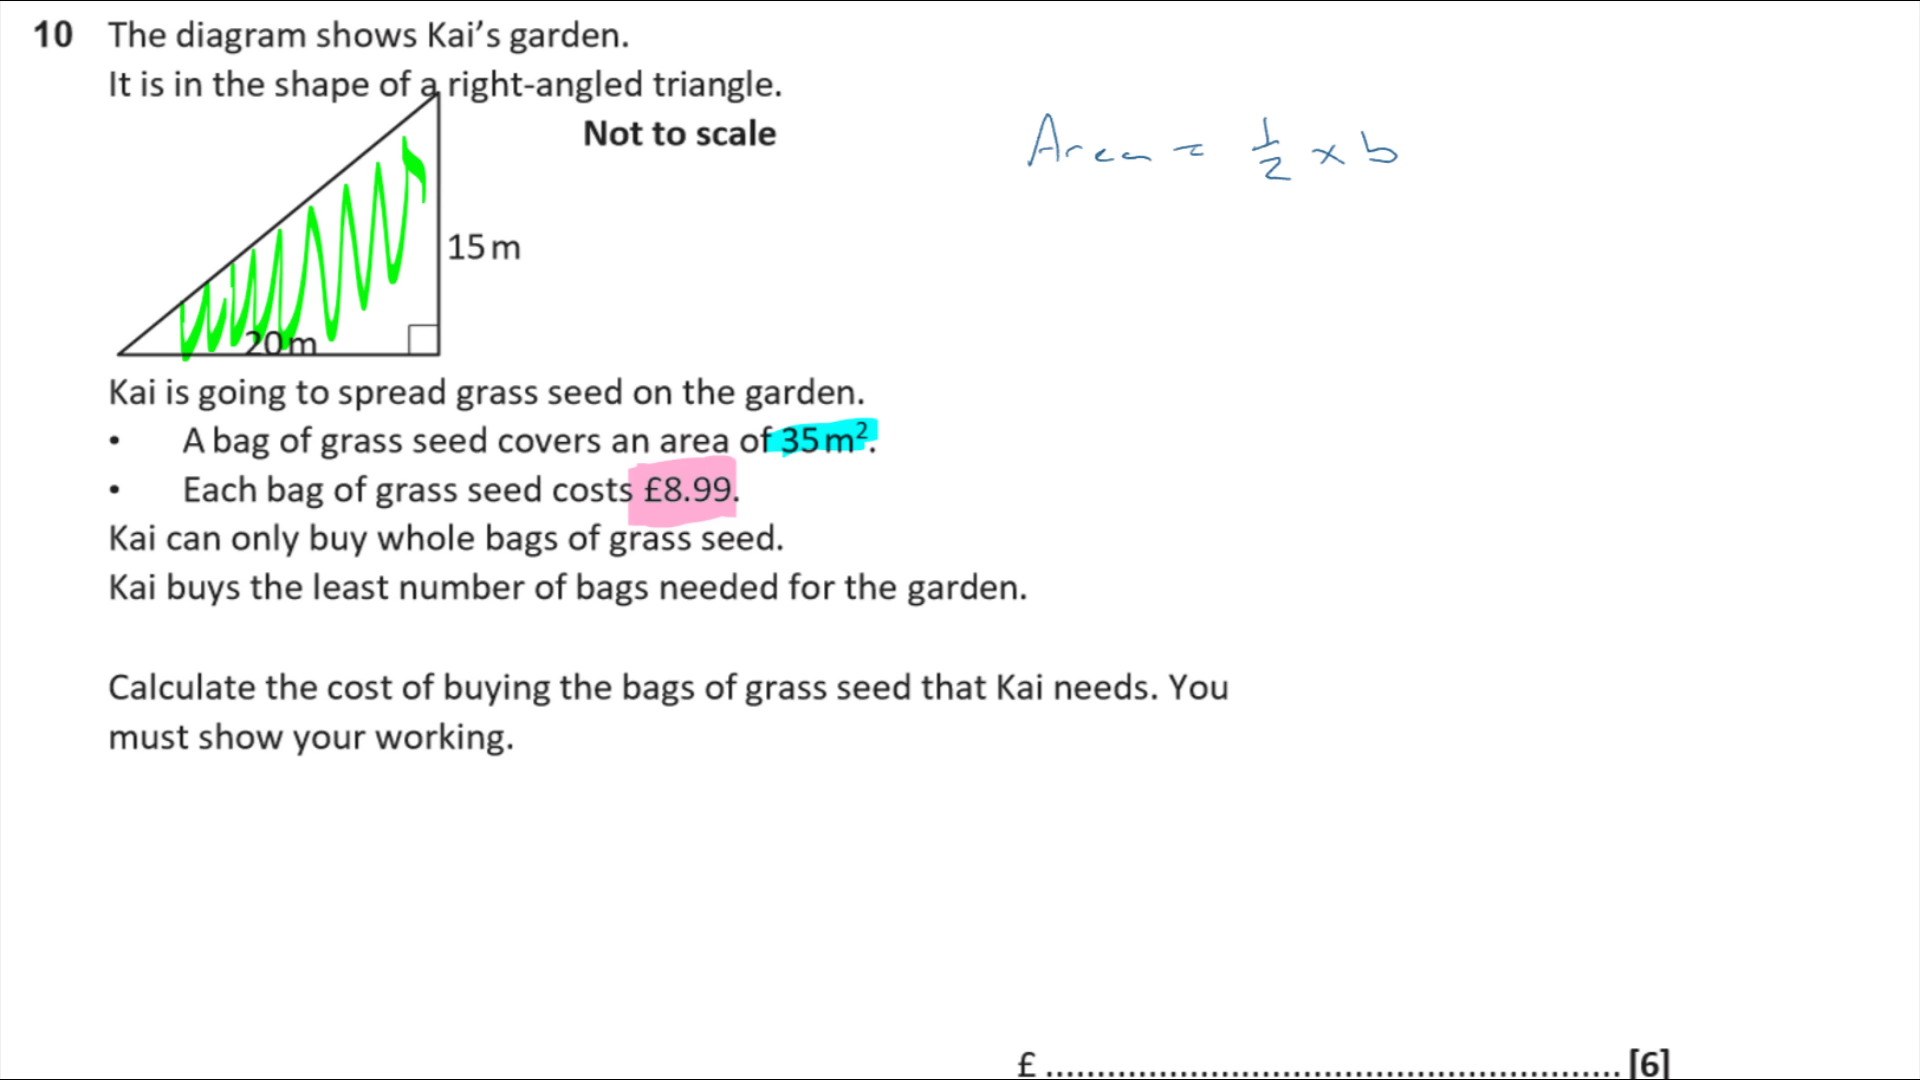 10 The diagram shows Kai's garden.
It is in the shape of a right-angled triangle.
Not to scale
Area = 1/2 × b
15 m
20 m
Kai is going to spread grass seed on the garden.
• A bag of grass seed covers an area of 35 m².
• Each bag of grass seed costs £8.99.
Kai can only buy whole bags of grass seed.
Kai buys the least number of bags needed for the garden.
Calculate the cost of buying the bags of grass seed that Kai needs. You
must show your working.
£ ........................................................ [6]